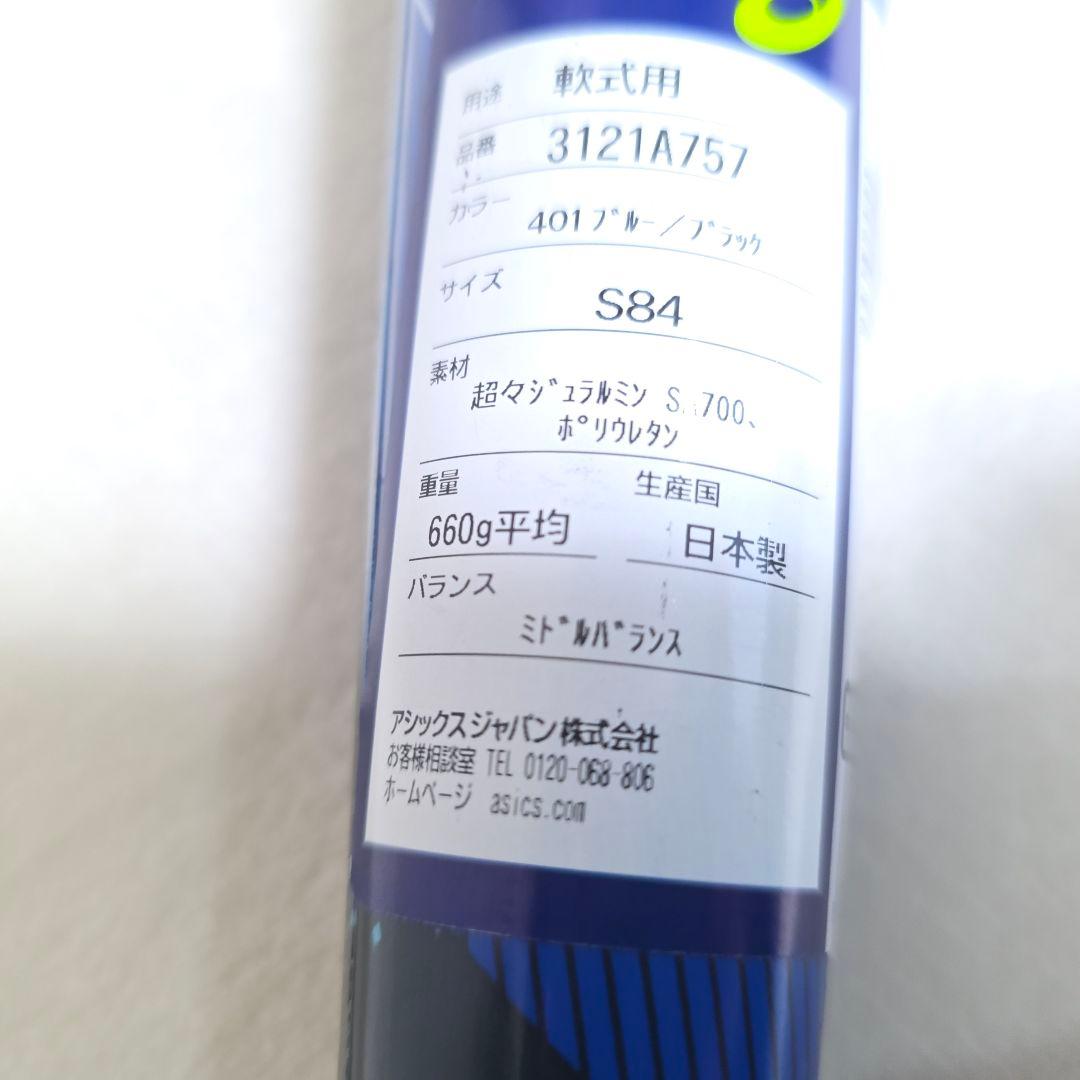 用途 軟式用
品番 3121A757
カラー 401ブルー/ブラック
サイズ S84
素材
超々ジュラルミン 700、
ポリウレタン
重量 生産国
660g平均 日本製
バランス
ミドルバランス
アシックスジャパン株式会社
お客様相談室 TEL 0120-068-806
ホームページ asics.com